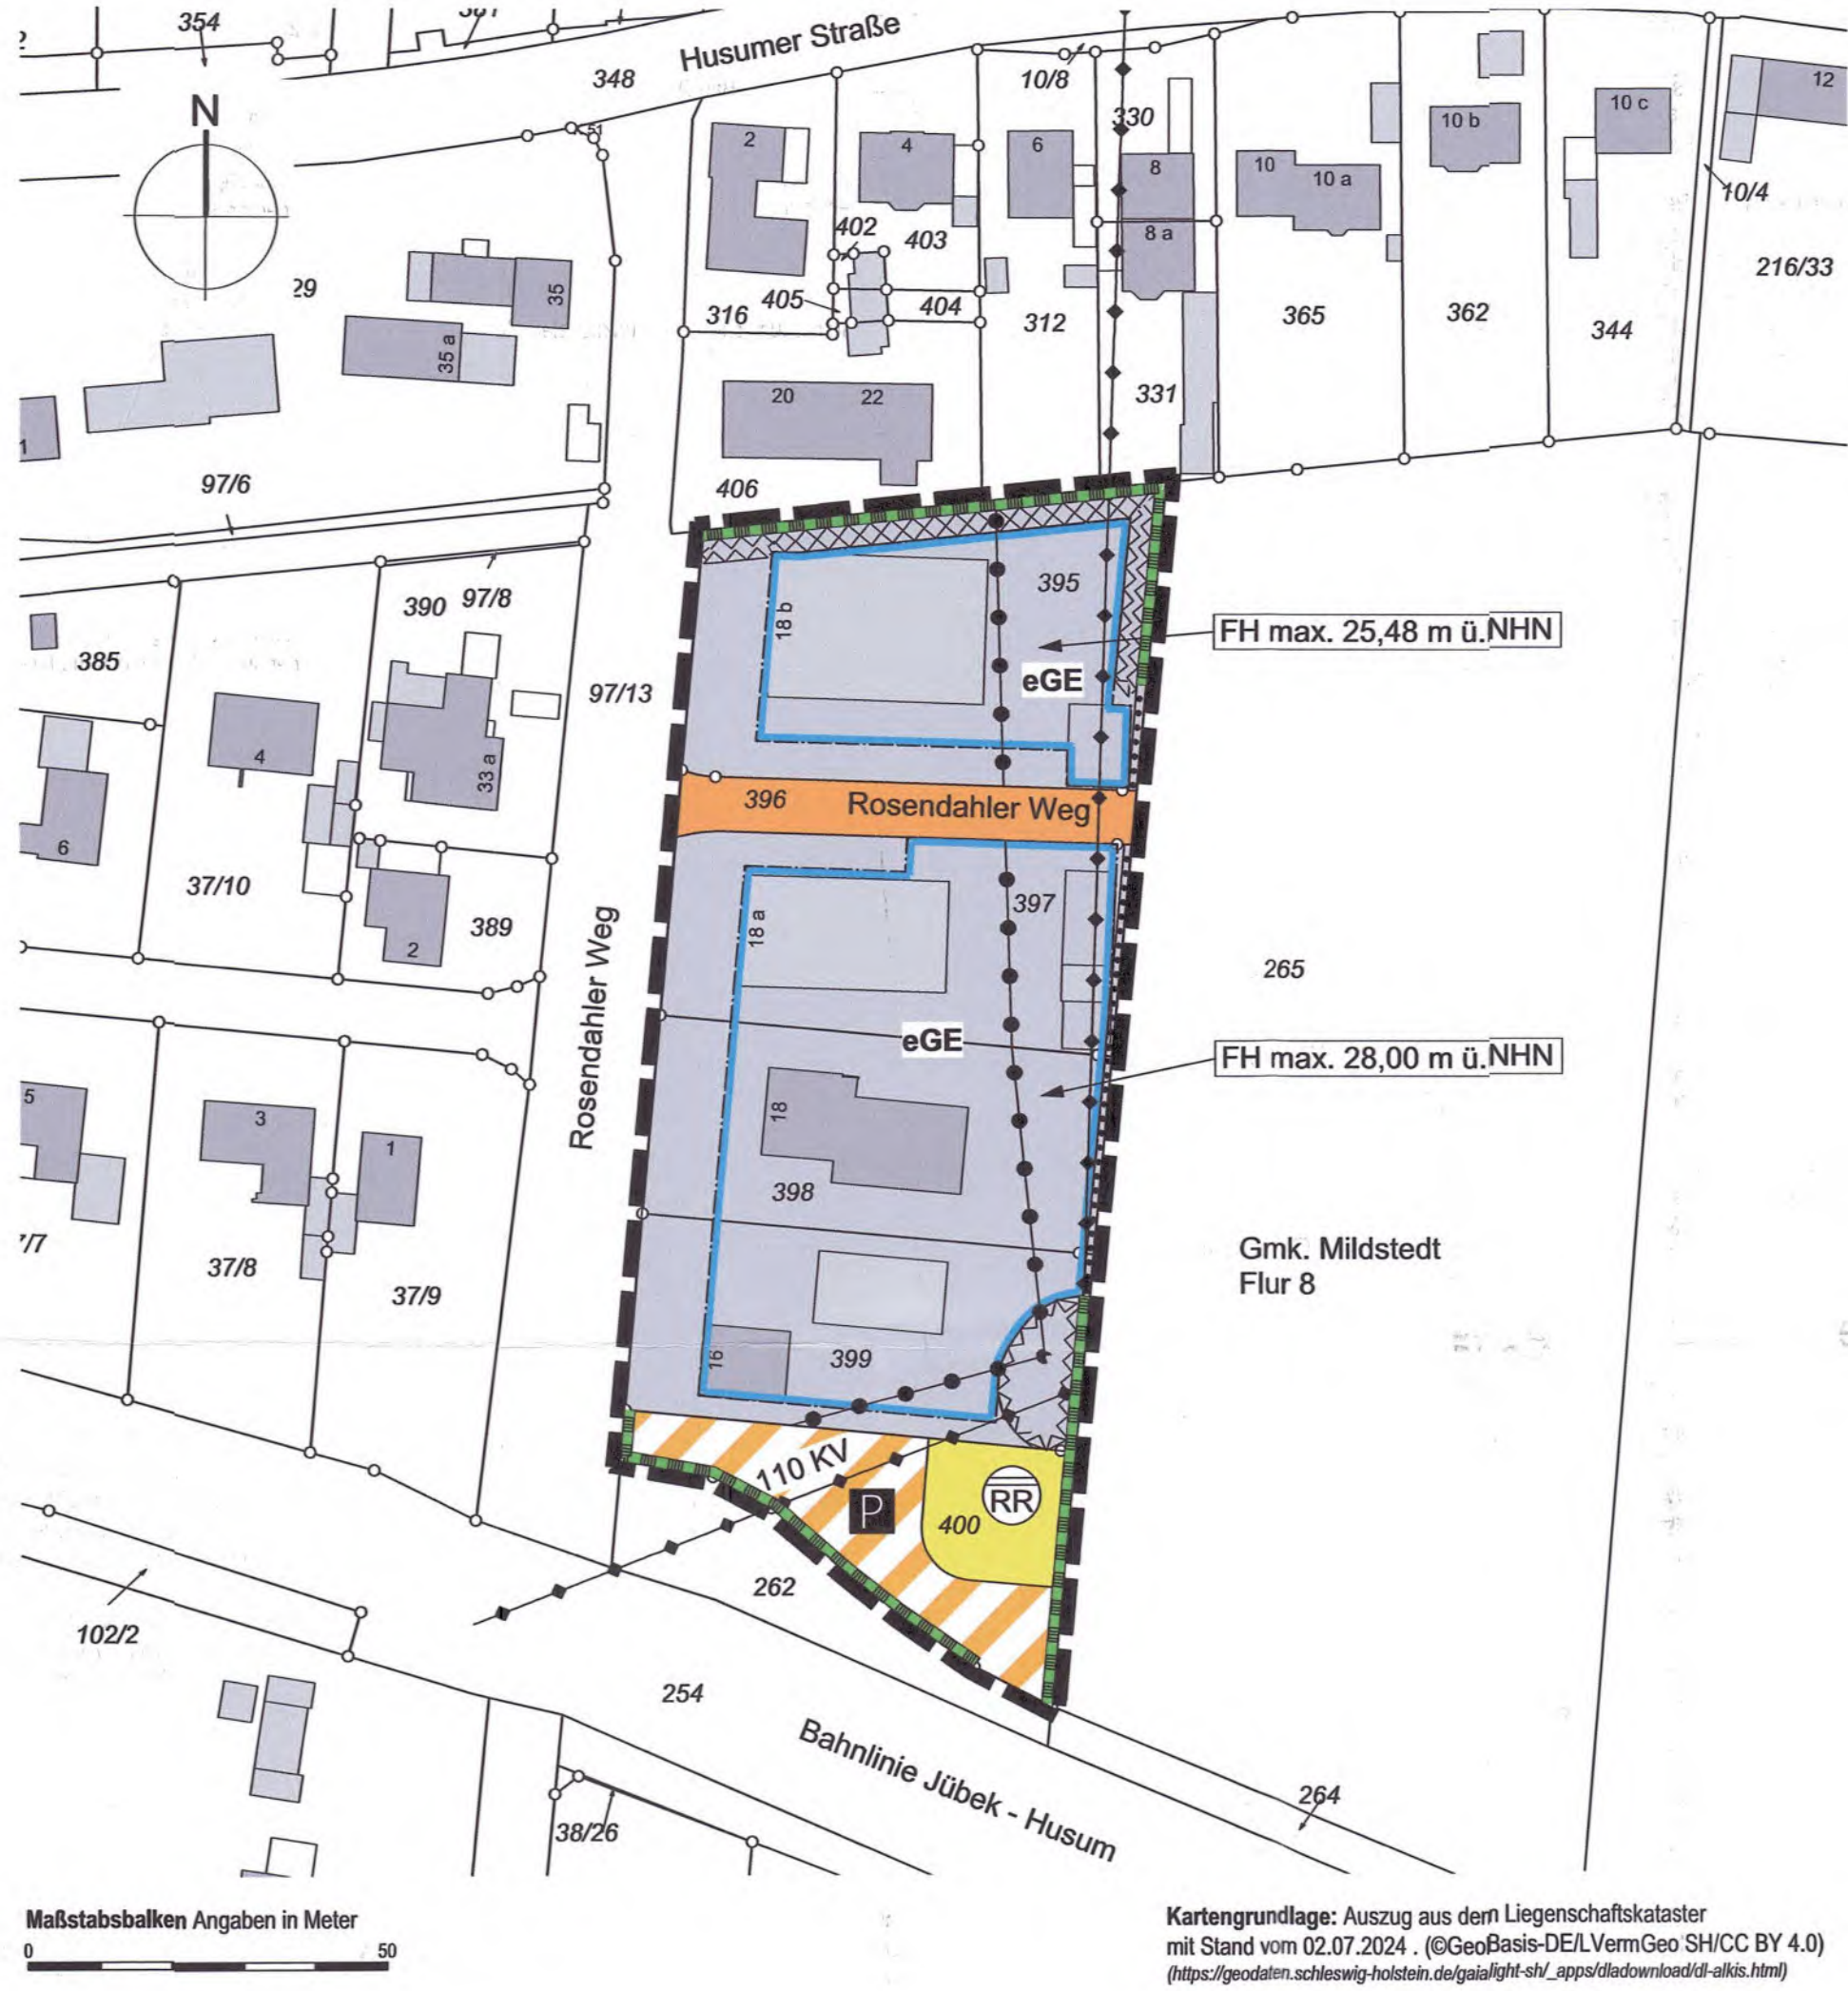 354
381
Husumer Straße
348
10/8
330
12
10 c
10 b
N
51
2
4
6
8
10
10 a
10/4
402
403
8 a
29
35
405
404
316
312
365
362
344
216/33
35 a
20
22
331
1
97/6
406
390
97/8
395
18 b
FH max. 25,48 m ü.NHN
385
97/13
eGE
4
33 a
396
Rosendahler Weg
6
37/10
2
389
18 a
397
265
Rosendahler Weg
eGE
FH max. 28,00 m ü.NHN
5
3
1
18
398
7/7
37/8
37/9
Gmk. Mildstedt
Flur 8
16
399
110 KV
P
RR
400
262
102/2
254
Bahnlinie Jübek - Husum
264
38/26
Maßstabsbalken Angaben in Meter
0
50
Kartengrundlage: Auszug aus dem Liegenschaftskataster
mit Stand vom 02.07.2024 . (©GeoBasis-DE/LVermGeo SH/CC BY 4.0)
(https://geodaten.schleswig-holstein.de/gaialight-sh/_apps/dladownload/dl-alkis.html)